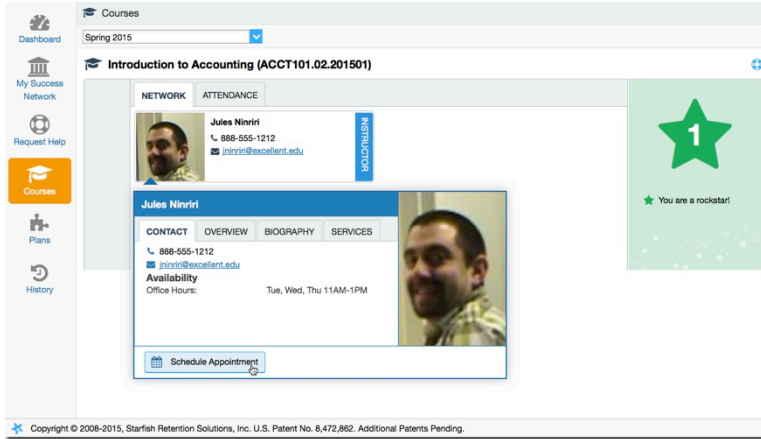 Courses
Dashboard
Spring 2015
Introduction to Accounting (ACCT101.02.201501)
My Success
Network
NETWORK ATTENDANCE
Jules Ninriri
888-555-1212
jninriri@excellent.edu
INSTRUCTOR
1
You are a rockstar!
Request Help
Courses
Plans
History
Jules Ninriri
CONTACT OVERVIEW BIOGRAPHY SERVICES
888-555-1212
jninriri@excellent.edu
Availability
Office Hours: Tue, Wed, Thu 11AM-1PM
Schedule Appointment
Copyright © 2008-2015, Starfish Retention Solutions, Inc. U.S. Patent No. 8,472,862. Additional Patents Pending.